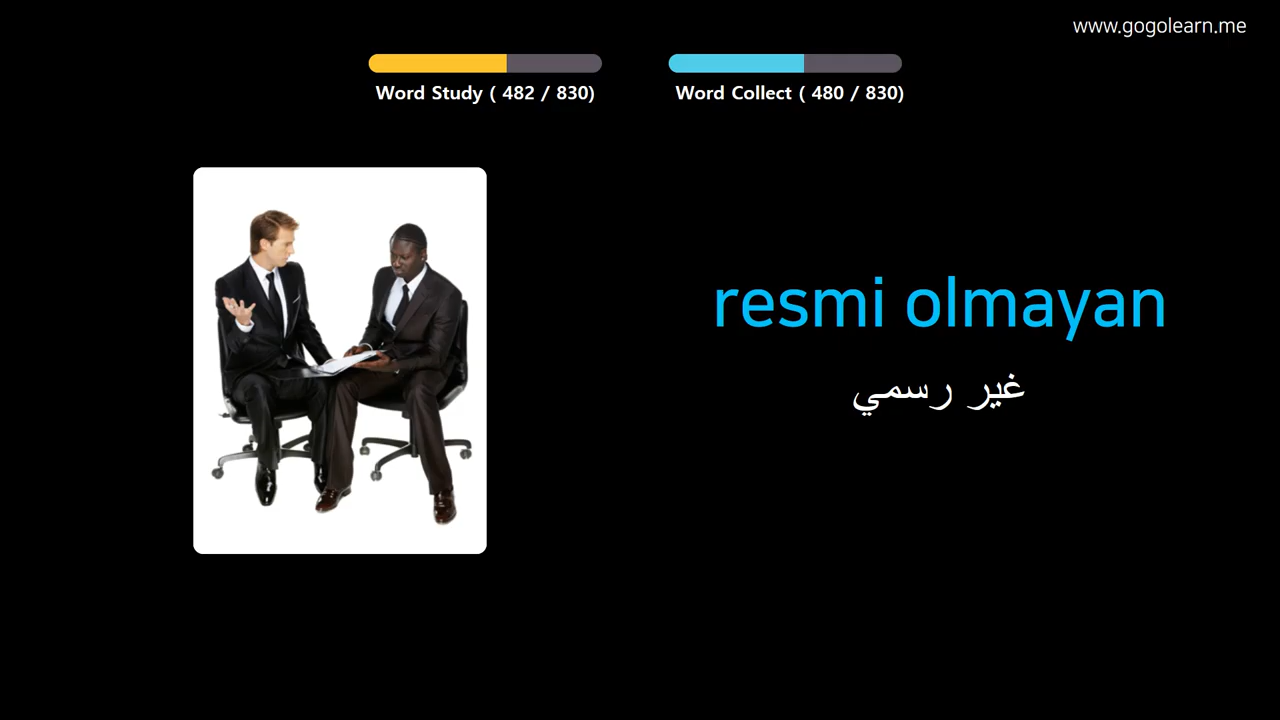 www.gogolearn.me
Word Study ( 482 / 830)
Word Collect ( 480 / 830)
resmi olmayan
غير رسمي